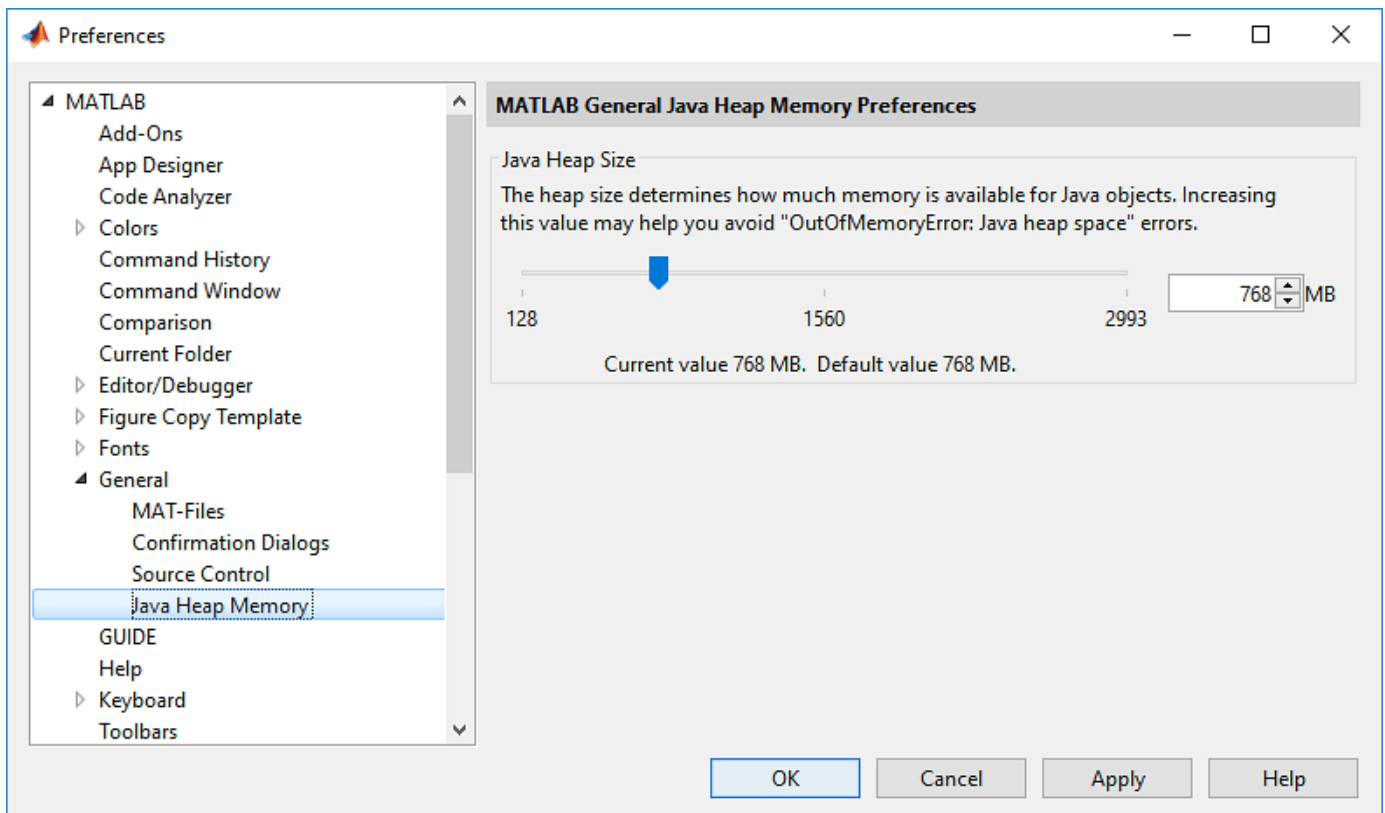 Preferences
MATLAB
Add-Ons
App Designer
Code Analyzer
Colors
Command History
Command Window
Comparison
Current Folder
Editor/Debugger
Figure Copy Template
Fonts
General
MAT-Files
Confirmation Dialogs
Source Control
Java Heap Memory
GUIDE
Help
Keyboard
Toolbars
MATLAB General Java Heap Memory Preferences
Java Heap Size
The heap size determines how much memory is available for Java objects. Increasing
this value may help you avoid "OutOfMemoryError: Java heap space" errors.
128 1560 2993
768 MB
Current value 768 MB. Default value 768 MB.
OK Cancel Apply Help